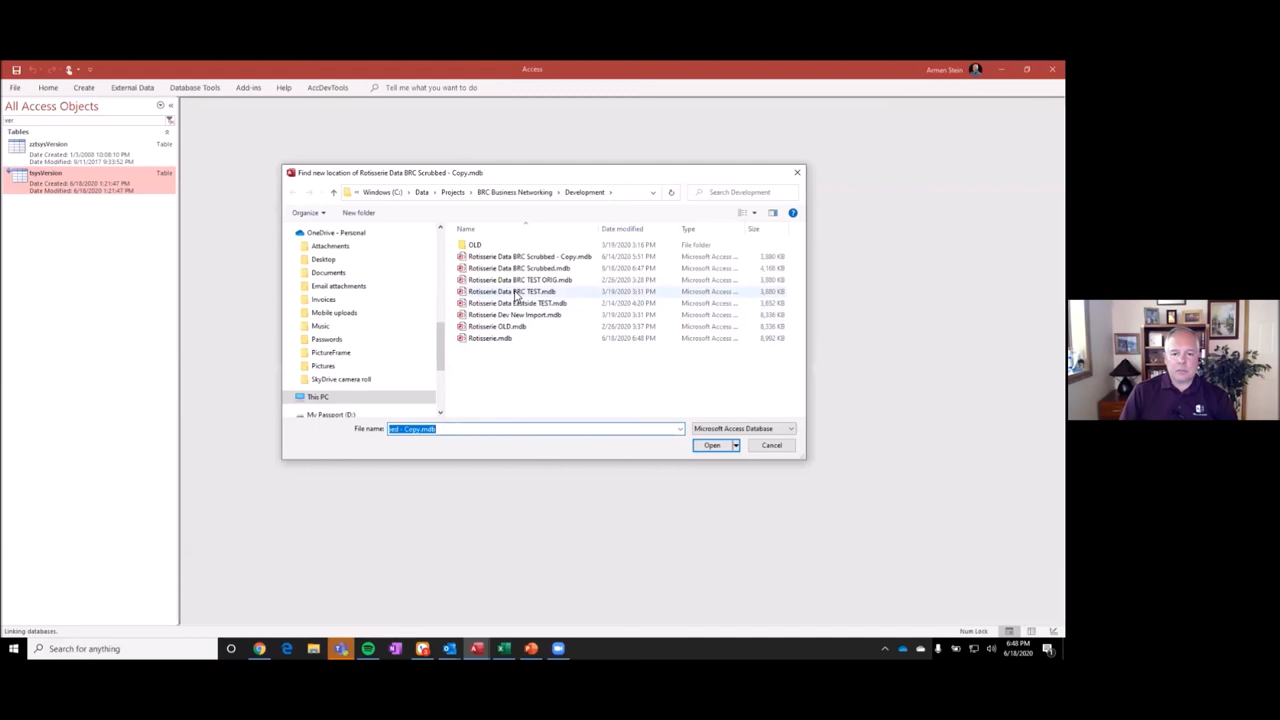 Access
Arman Stein
File Home Create External Data Database Tools Add-ins Help AccDevTools Tell me what you want to do
All Access Objects
ver
Tables
zztsysVersion Table
Date Created: 1/3/2008 10:08:10 PM
Date Modified: 9/11/2017 9:33:52 PM
tsysVersion Table
Date Created: 6/18/2020 1:21:47 PM
Date Modified: 6/18/2020 1:21:47 PM
Find new location of Rotisserie Data BRC Scrubbed - Copy.mdb
« Windows (C:) › Data › Projects › BRC Business Networking › Development ›
Search Development
Organize New folder
OneDrive - Personal
Attachments
Desktop
Documents
Email attachments
Invoices
Mobile uploads
Music
Passwords
PictureFrame
Pictures
SkyDrive camera roll
This PC
My Passport (D:)
Name Date modified Type Size
OLD 3/19/2020 3:16 PM File folder
Rotisserie Data BRC Scrubbed - Copy.mdb 6/14/2020 5:51 PM Microsoft Access ... 3,880 KB
Rotisserie Data BRC Scrubbed.mdb 6/18/2020 6:47 PM Microsoft Access ... 4,168 KB
Rotisserie Data BRC TEST ORIG.mdb 2/26/2020 3:28 PM Microsoft Access ... 3,800 KB
Rotisserie Data BRC TEST.mdb 3/19/2020 3:31 PM Microsoft Access ... 3,880 KB
Rotisserie Data Eastside TEST.mdb 2/14/2020 4:20 PM Microsoft Access ... 3,652 KB
Rotisserie Dev New Import.mdb 3/19/2020 3:31 PM Microsoft Access ... 8,336 KB
Rotisserie OLD.mdb 2/26/2020 3:37 PM Microsoft Access ... 8,336 KB
Rotisserie.mdb 6/18/2020 6:48 PM Microsoft Access ... 8,992 KB
File name: ed - Copy.mdb
Microsoft Access Database
Open Cancel
Linking databases.
Num Lock
Search for anything
6:48 PM
6/18/2020